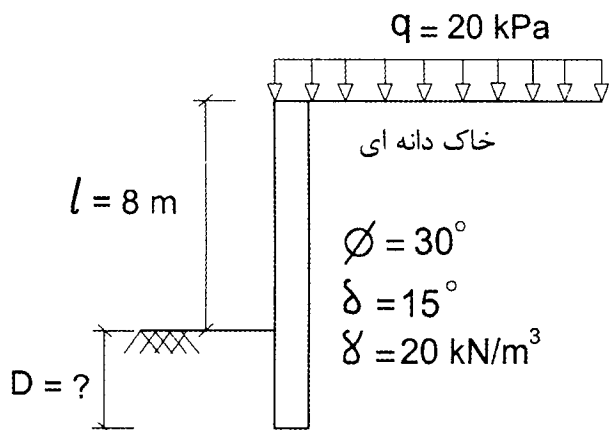 q = 20 kPa
خاک دانه ای
l = 8 m
Ø = 30°
δ = 15°
γ = 20 kN/m³
D = ?